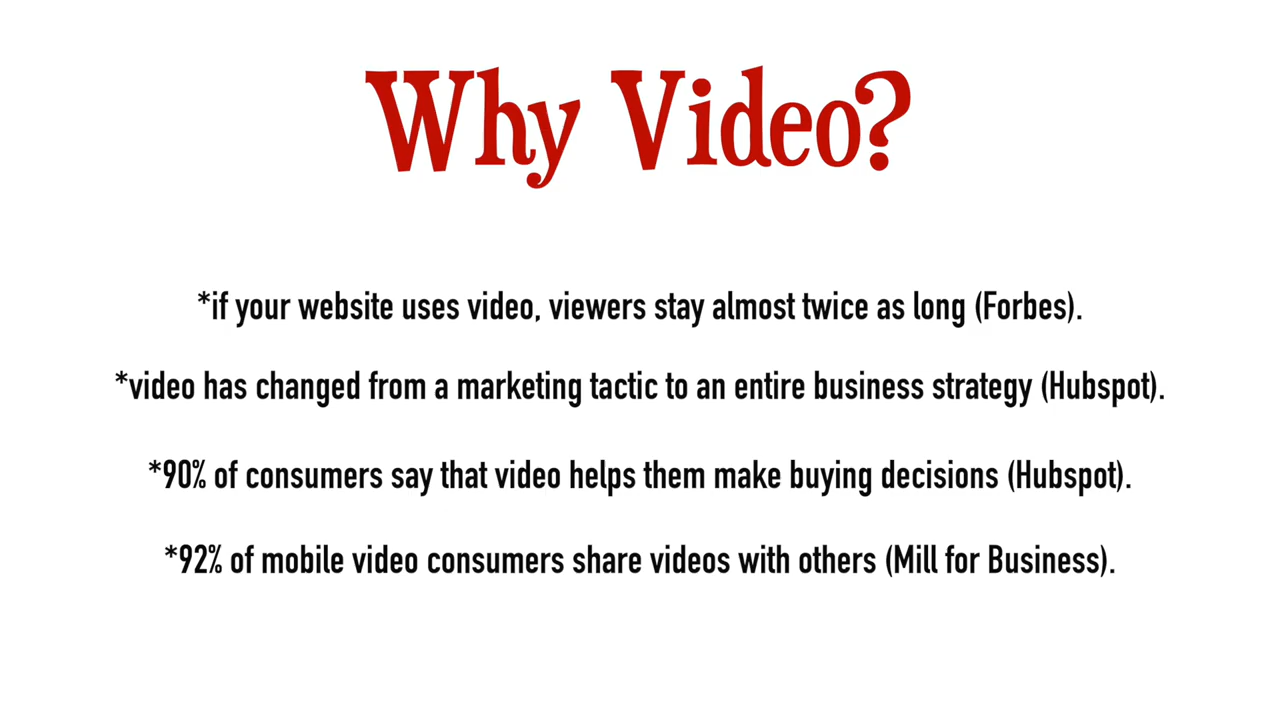 Why Video?
*if your website uses video, viewers stay almost twice as long (Forbes).
*video has changed from a marketing tactic to an entire business strategy (Hubspot).
*90% of consumers say that video helps them make buying decisions (Hubspot).
*92% of mobile video consumers share videos with others (Mill for Business).